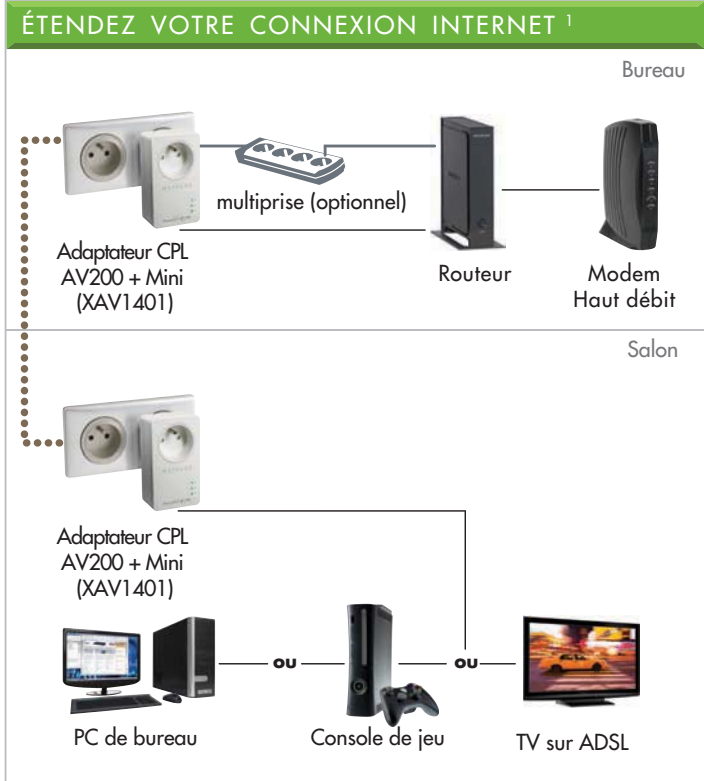 ÉTENDEZ VOTRE CONNEXION INTERNET 1
Bureau
multiprise (optionnel)
Adaptateur CPL
AV200 + Mini
(XAV1401)
Routeur
Modem
Haut débit
Salon
Adaptateur CPL
AV200 + Mini
(XAV1401)
ou
ou
PC de bureau
Console de jeu
TV sur ADSL